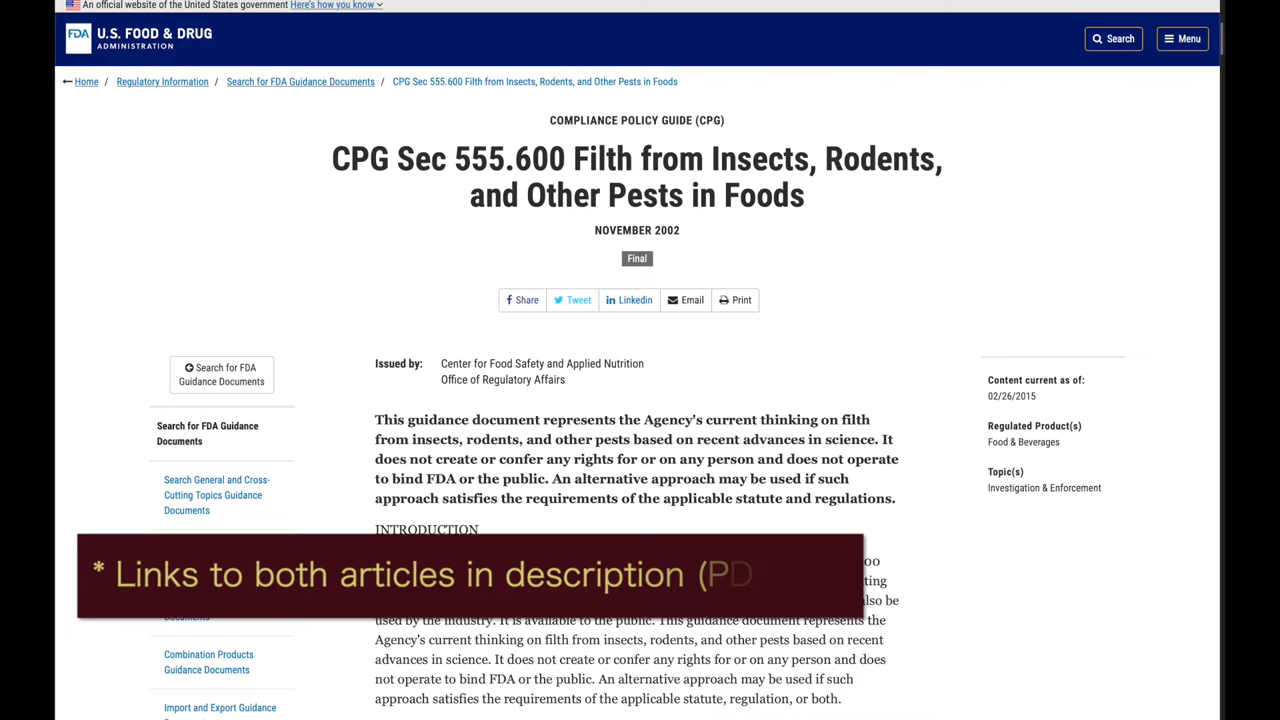 An official website of the United States government Here's how you know
FDA U.S. FOOD & DRUG
ADMINISTRATION
Search
Menu
Home / Regulatory Information / Search for FDA Guidance Documents / CPG Sec 555.600 Filth from Insects, Rodents, and Other Pests in Foods
COMPLIANCE POLICY GUIDE (CPG)
CPG Sec 555.600 Filth from Insects, Rodents,
and Other Pests in Foods
NOVEMBER 2002
Final
Share
Tweet
Linkedin
Email
Print
Search for FDA
Guidance Documents
Search for FDA Guidance
Documents
Search General and Cross-
Cutting Topics Guidance
Documents
Combination Products
Guidance Documents
Import and Export Guidance
Issued by: Center for Food Safety and Applied Nutrition
Office of Regulatory Affairs
This guidance document represents the Agency's current thinking on filth
from insects, rodents, and other pests based on recent advances in science. It
does not create or confer any rights for or on any person and does not operate
to bind FDA or the public. An alternative approach may be used if such
approach satisfies the requirements of the applicable statute and regulations.
INTRODUCTION
* Links to both articles in description (PD
used by the industry. It is available to the public. This guidance document represents the
Agency's current thinking on filth from insects, rodents, and other pests based on recent
advances in science. It does not create or confer any rights for or on any person and does
not operate to bind FDA or the public. An alternative approach may be used if such
approach satisfies the requirements of the applicable statute, regulation, or both.
Content current as of:
02/26/2015
Regulated Product(s)
Food & Beverages
Topic(s)
Investigation & Enforcement